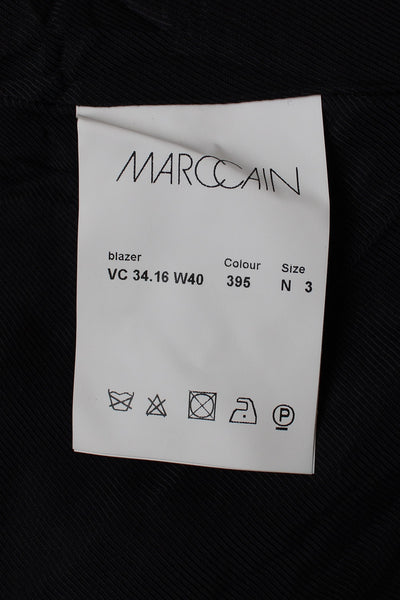 MARCCAIN
blazer Colour Size
VC 34.16 W40 395 N 3
P